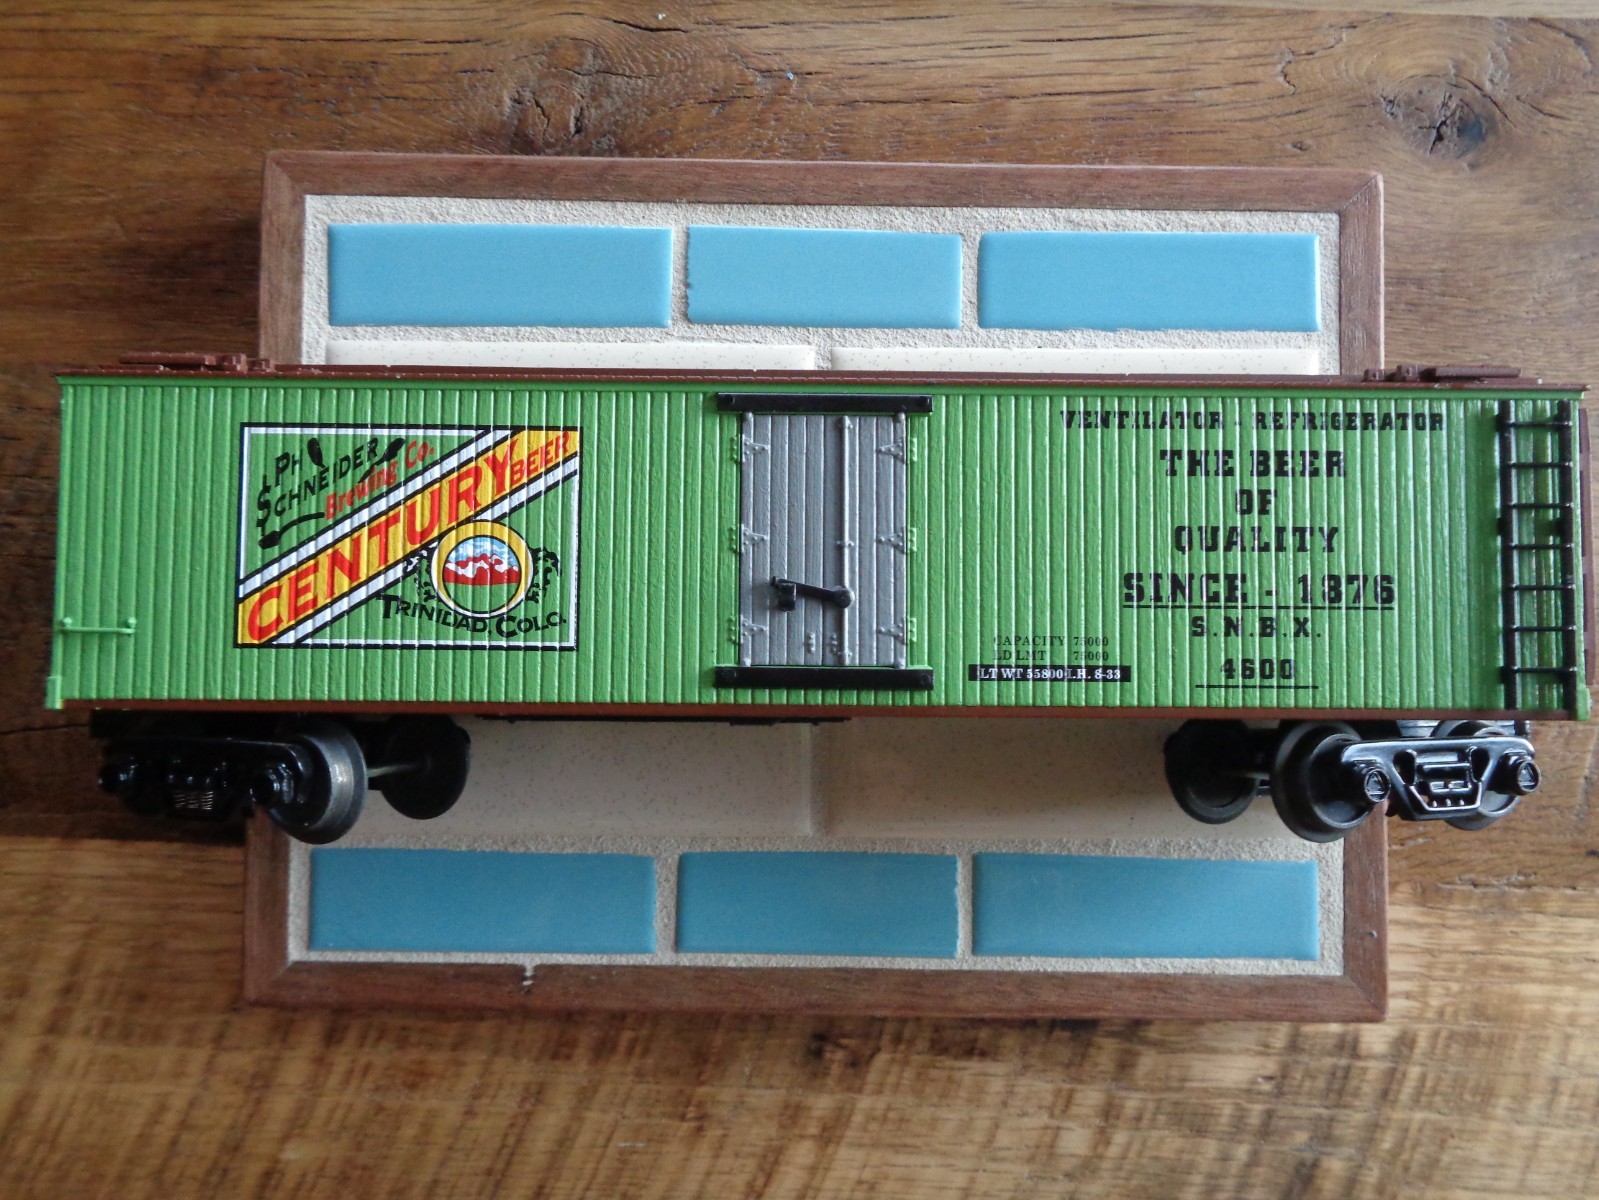 PH
SCHNEIDER
Brewing Co.
CENTURY BEER
TRINIDAD, COLO.
VENTILATOR - REFRIGERATOR
THE BEER
OF
QUALITY
SINCE - 1876
S.N.B.X.
4600
CAPACITY 75000
LD LMT 75000
LT WT 55800 I.H. 8-33